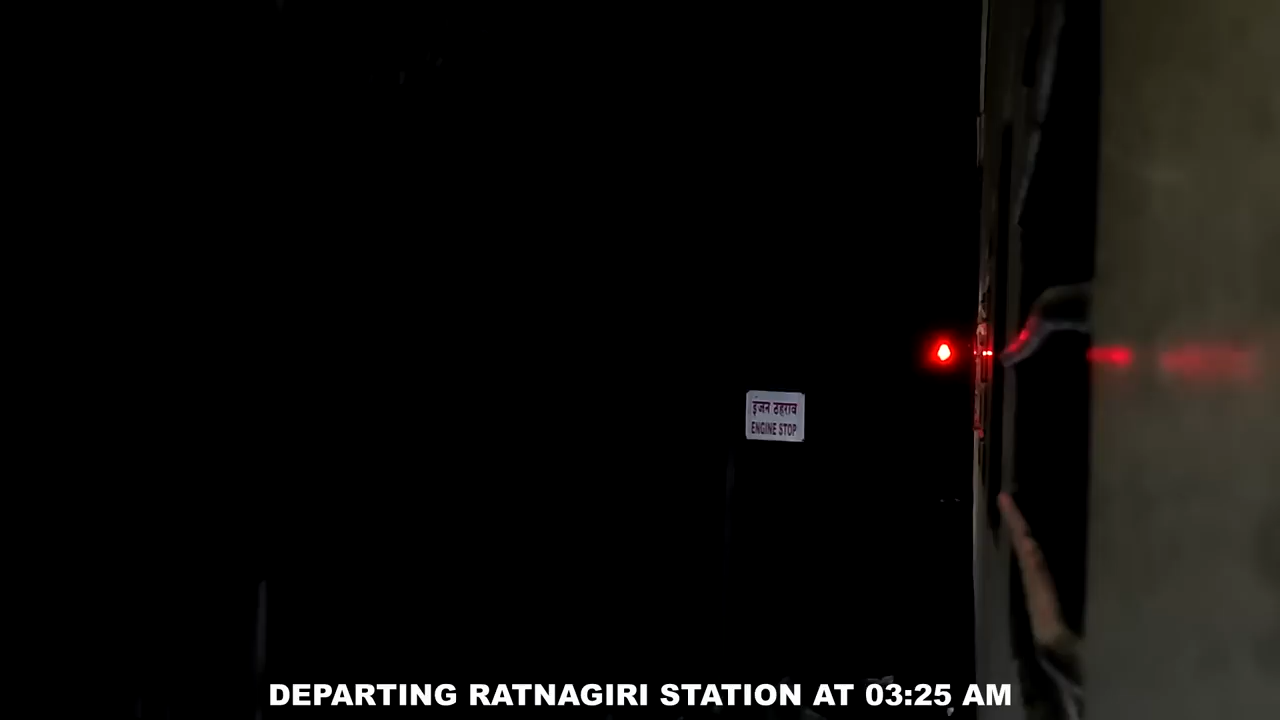 इंजन ठहराव
ENGINE STOP
DEPARTING RATNAGIRI STATION AT 03:25 AM